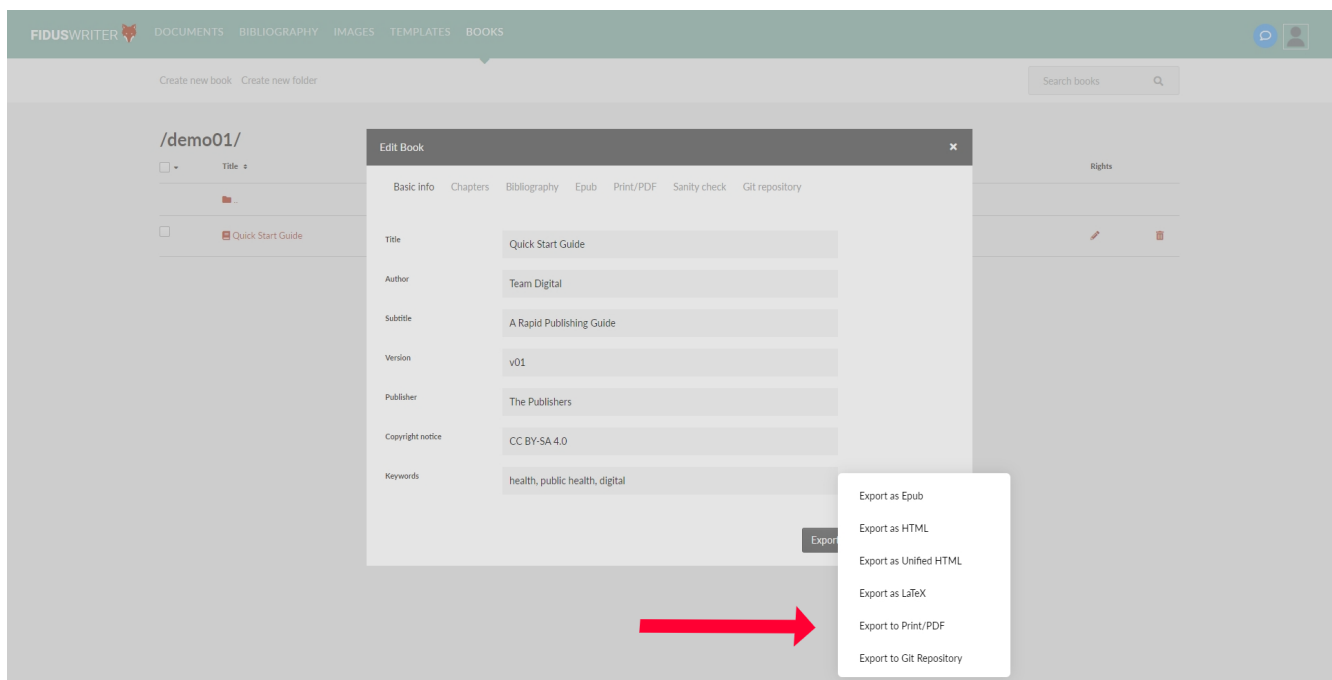 FIDUSWRITER DOCUMENTS BIBLIOGRAPHY IMAGES TEMPLATES BOOKS
Create new book Create new folder Search books
/demo01/
Title Rights
..
Quick Start Guide
Edit Book ×
Basic info Chapters Bibliography Epub Print/PDF Sanity check Git repository
Title Quick Start Guide
Author Team Digital
Subtitle A Rapid Publishing Guide
Version v01
Publisher The Publishers
Copyright notice CC BY-SA 4.0
Keywords health, public health, digital
Export
Export as Epub
Export as HTML
Export as Unified HTML
Export as LaTeX
Export to Print/PDF
Export to Git Repository